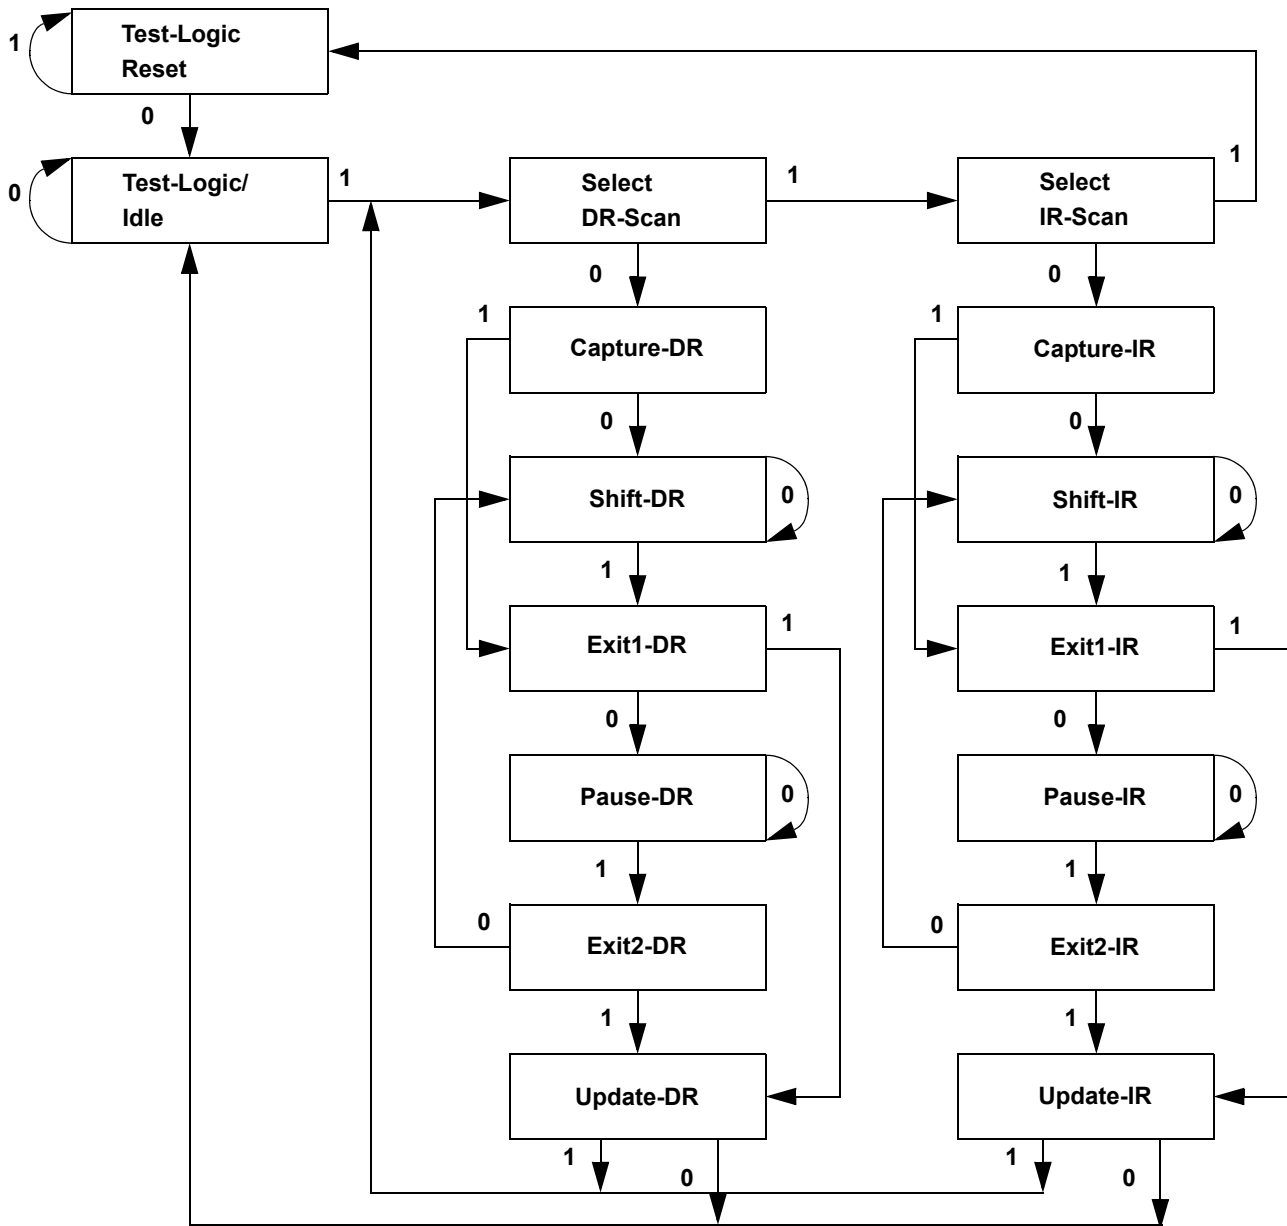 Test-Logic
Reset
1
0
Test-Logic/
Idle
0
1
Select
DR-Scan
1
Select
IR-Scan
1
0
0
1
Capture-DR
1
Capture-IR
0
0
Shift-DR
0
Shift-IR
0
1
1
Exit1-DR
1
Exit1-IR
1
0
0
Pause-DR
0
Pause-IR
0
1
1
0
Exit2-DR
0
Exit2-IR
1
1
Update-DR
Update-IR
1
0
1
0